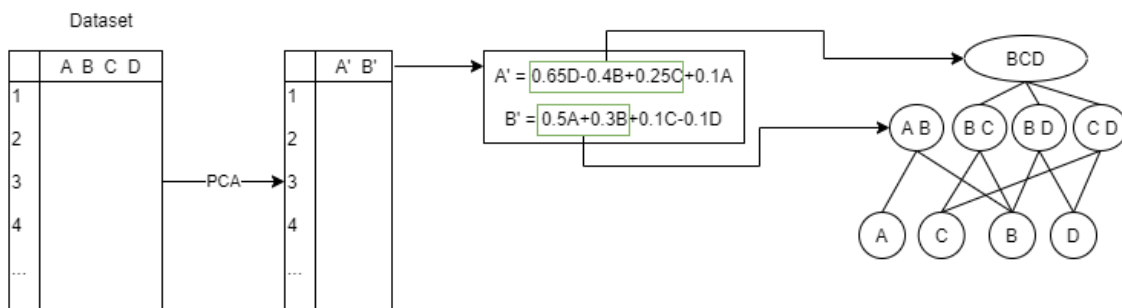 Dataset
A B C D
1
2
3
4
...
PCA
A' B'
1
2
3
4
...
A' = 0.65D-0.4B+0.25C+0.1A
B' = 0.5A+0.3B+0.1C-0.1D
BCD
A B
B C
B D
C D
A
C
B
D